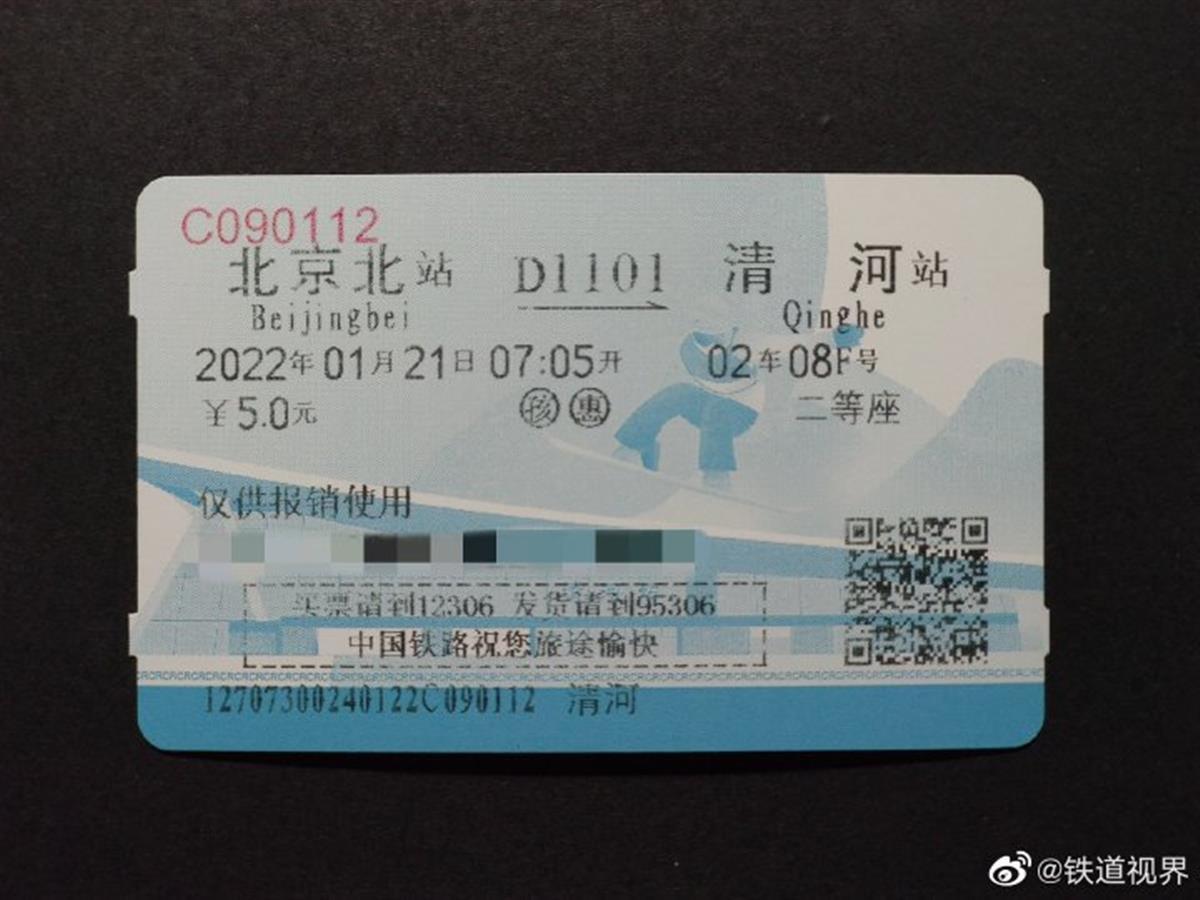 C090112
北京北站 D1101 清河站
Beijingbei Qinghe
2022年01月21日 07:05开 02车08F号
￥5.0元 孩 惠 二等座
仅供报销使用
买票请到12306 发货请到95306
中国铁路祝您旅途愉快
12707300240122C090112 清河
@铁道视界